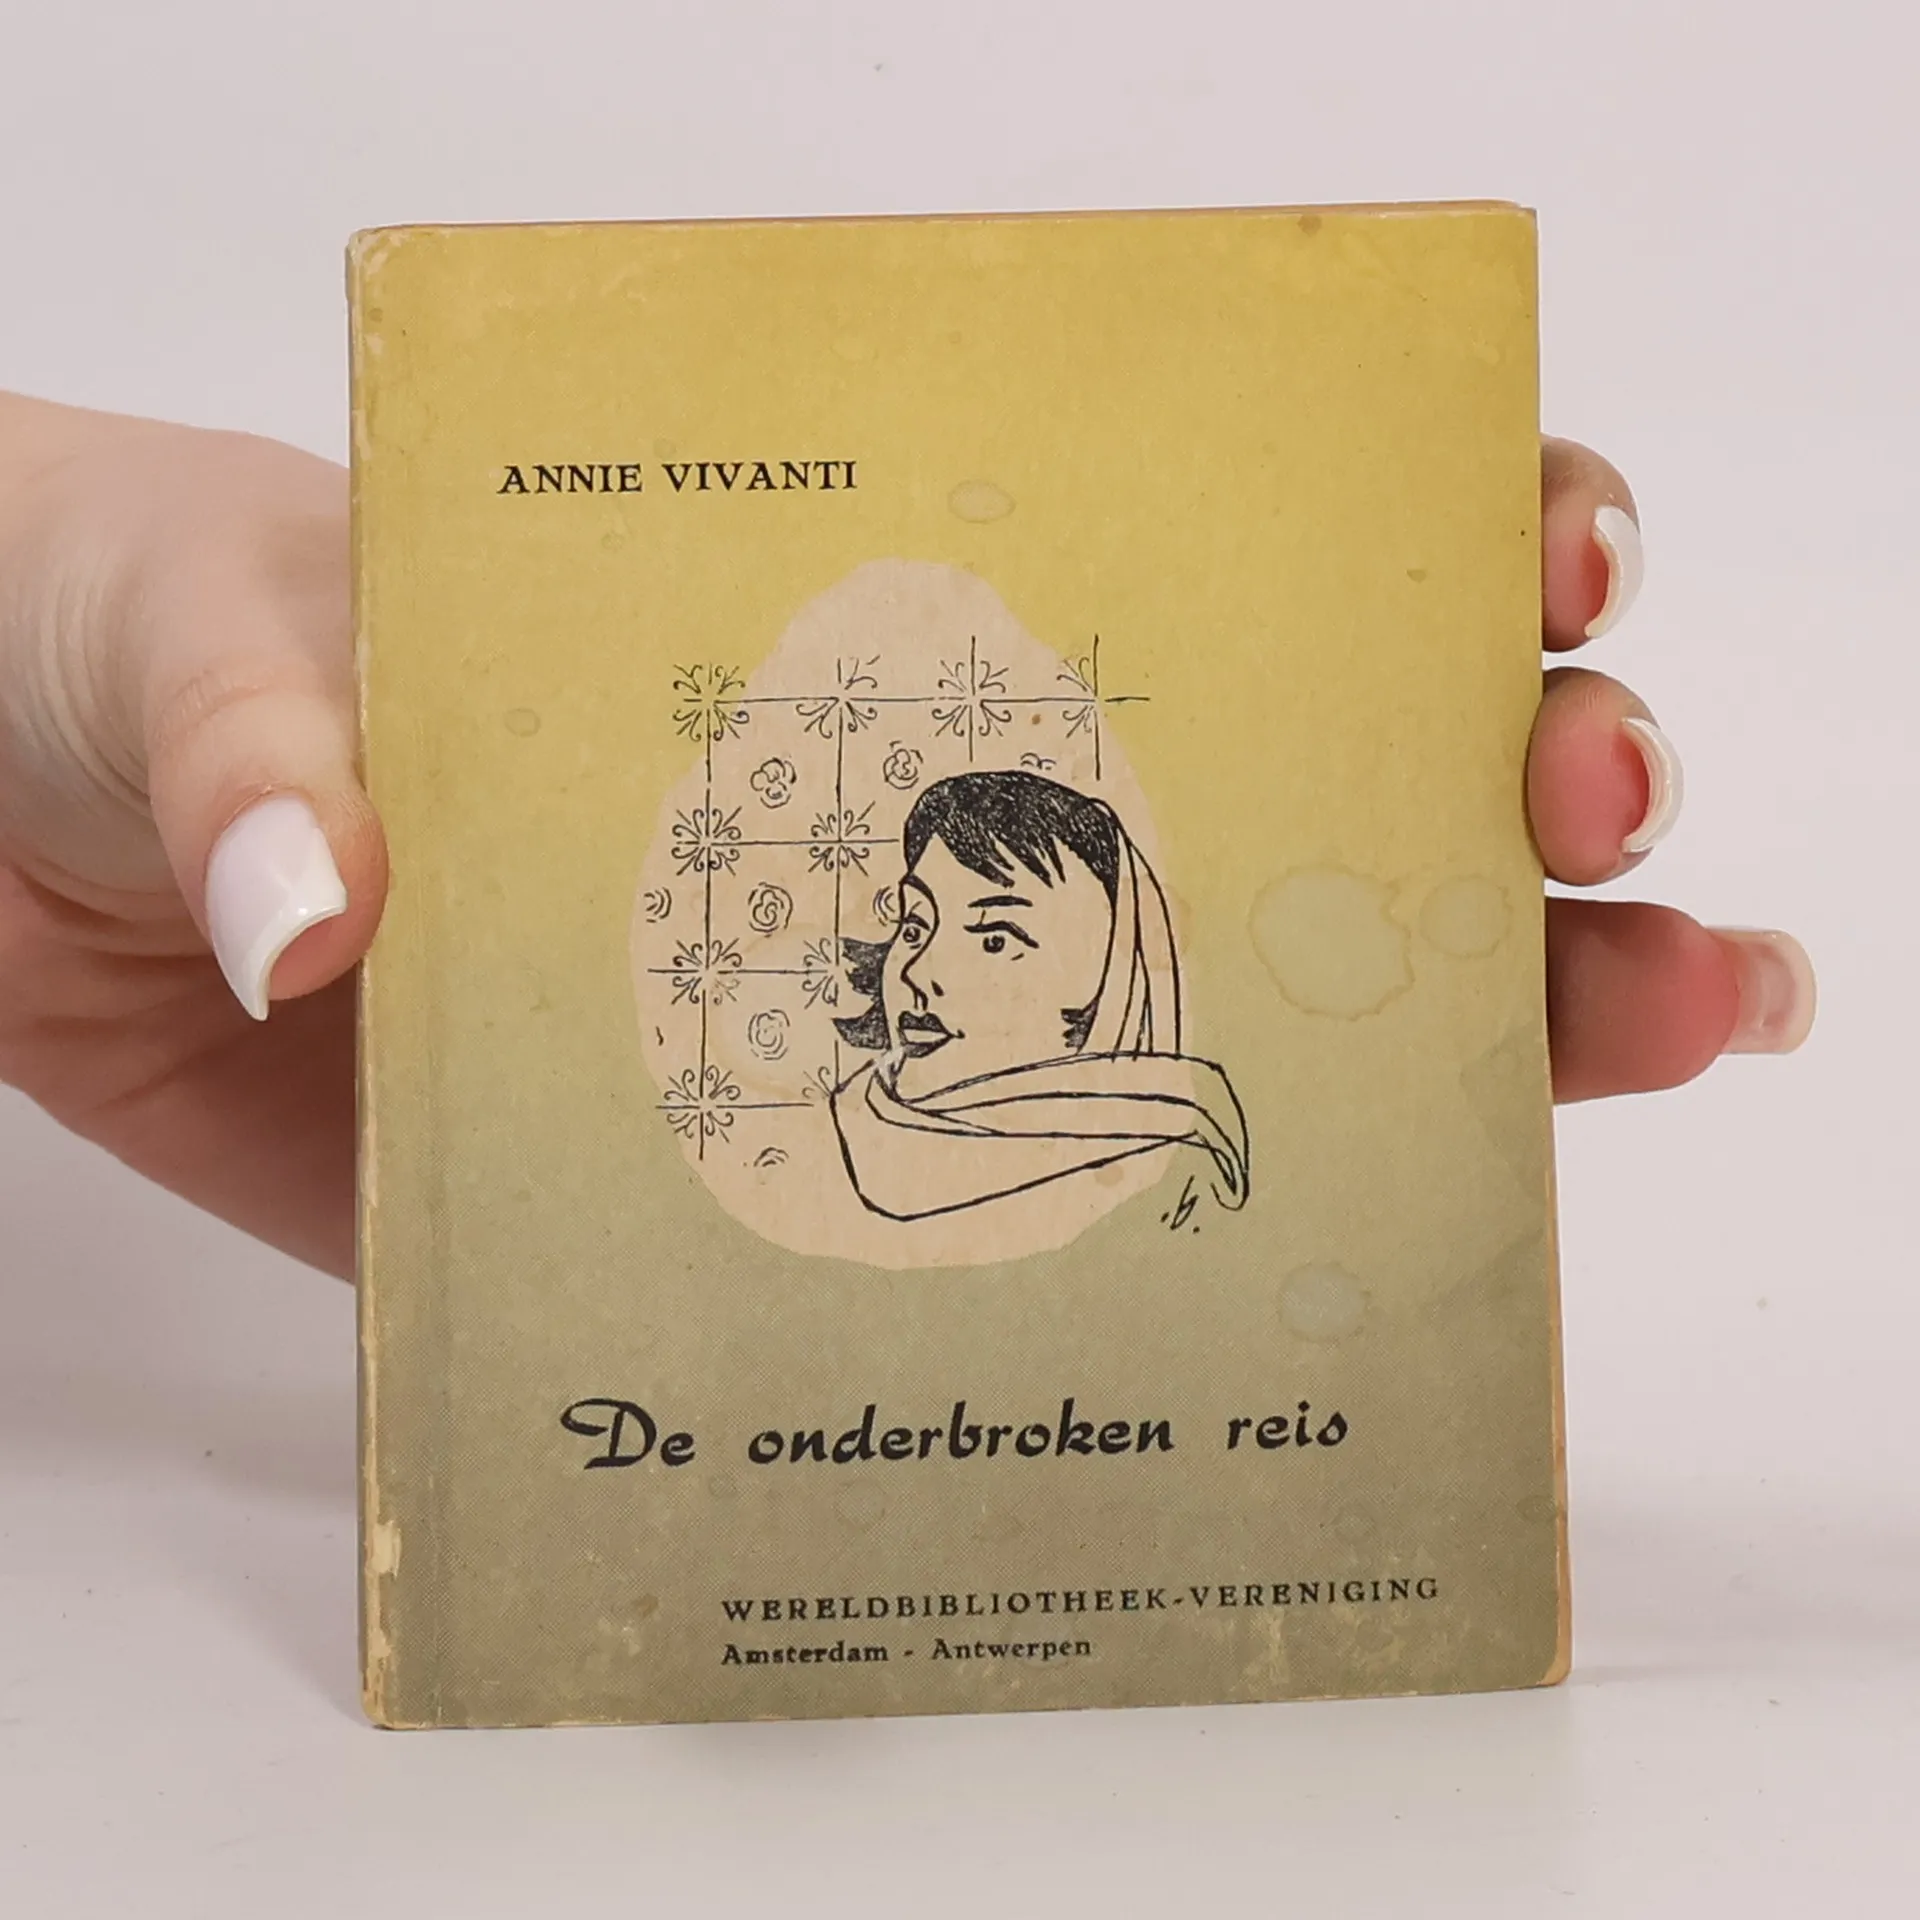 ANNIE VIVANTI
.b.
De onderbroken reis
WERELDBIBLIOTHEEK-VERENIGING
Amsterdam - Antwerpen